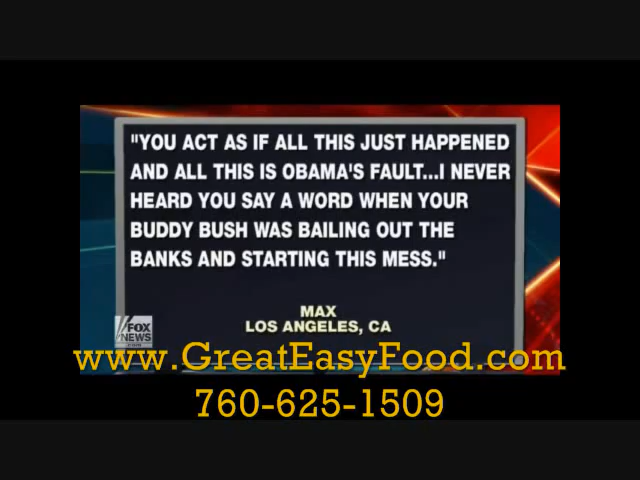 "YOU ACT AS IF ALL THIS JUST HAPPENED
AND ALL THIS IS OBAMA'S FAULT...I NEVER
HEARD YOU SAY A WORD WHEN YOUR
BUDDY BUSH WAS BAILING OUT THE
BANKS AND STARTING THIS MESS."
MAX
LOS ANGELES, CA
FOX
NEWS
www.GreatEasyFood.com
760-625-1509